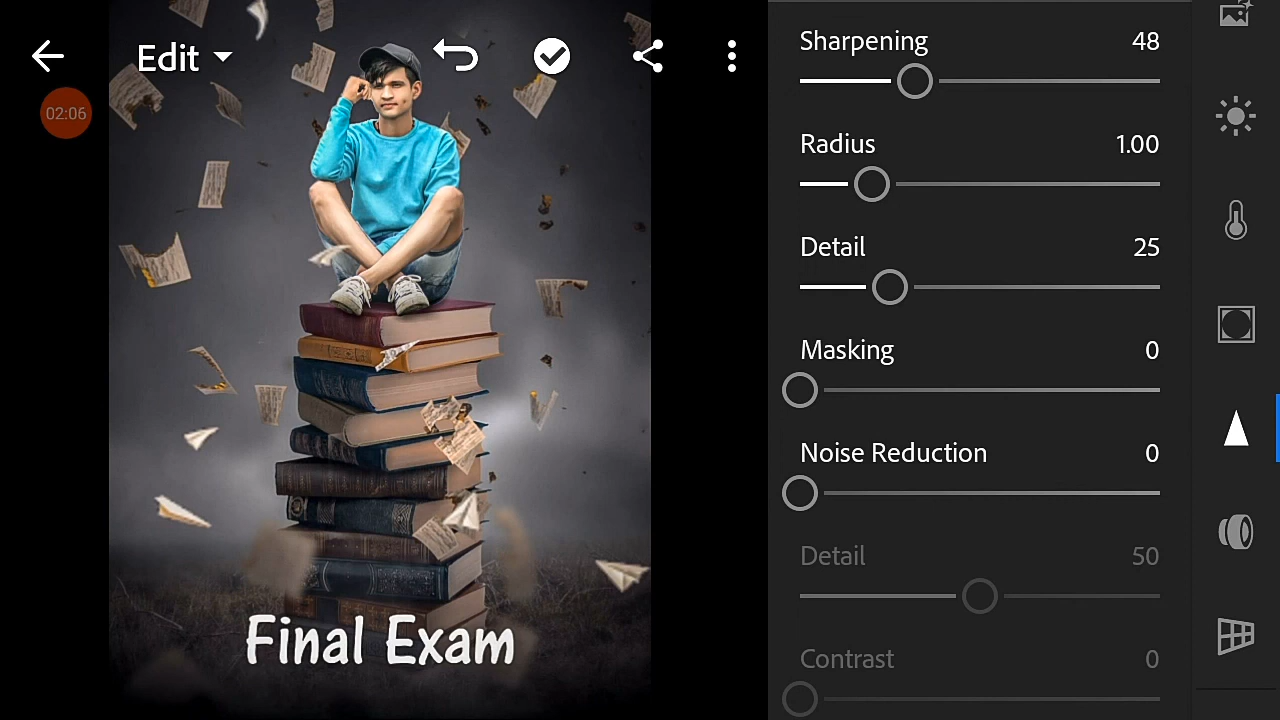 Edit
02:06
Final Exam
Sharpening 48
Radius 1.00
Detail 25
Masking 0
Noise Reduction 0
Detail 50
Contrast 0